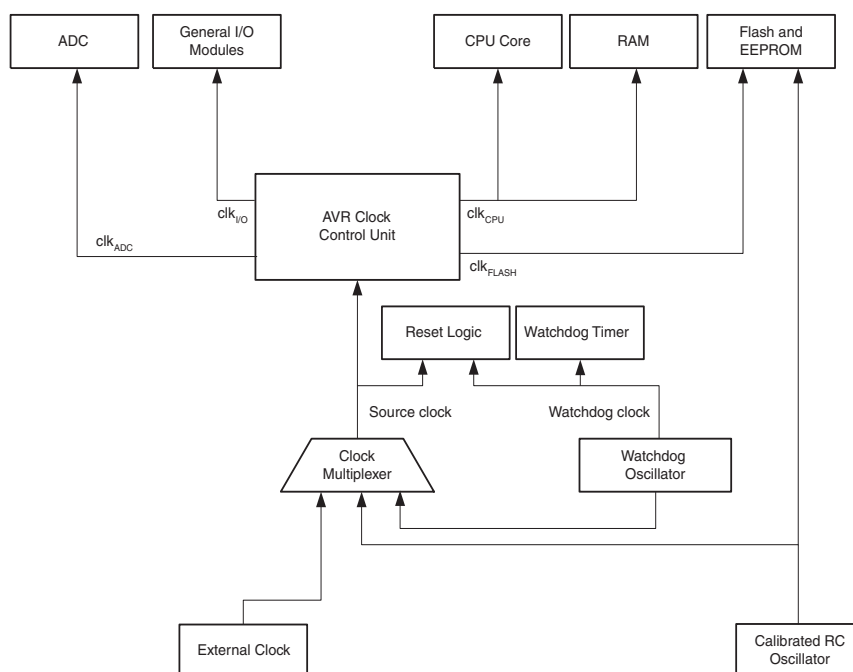 ADC
General I/O
Modules
CPU Core
RAM
Flash and
EEPROM
clkI/O
AVR Clock
Control Unit
clkCPU
clkADC
clkFLASH
Reset Logic
Watchdog Timer
Source clock
Watchdog clock
Clock
Multiplexer
Watchdog
Oscillator
External Clock
Calibrated RC
Oscillator